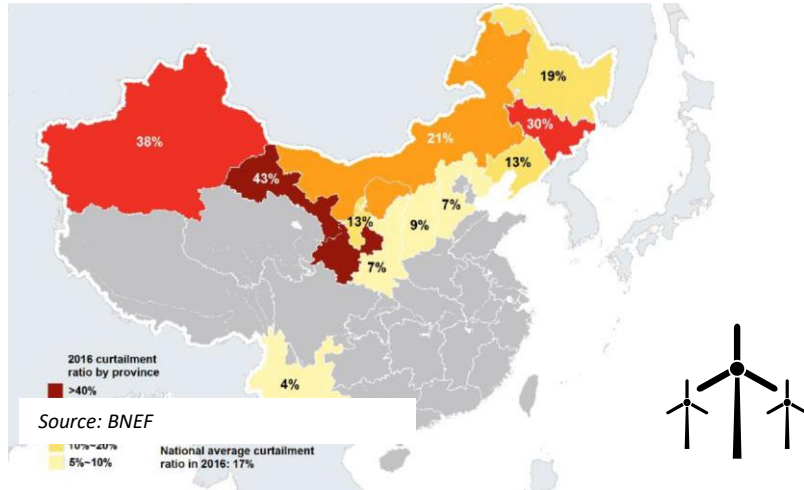 19%
38%
30%
21%
43%
13%
7%
13%
9%
7%
2016 curtailment
ratio by province
>40%
4%
Source: BNEF
10%~20%
5%~10%
National average curtailment
ratio in 2016: 17%